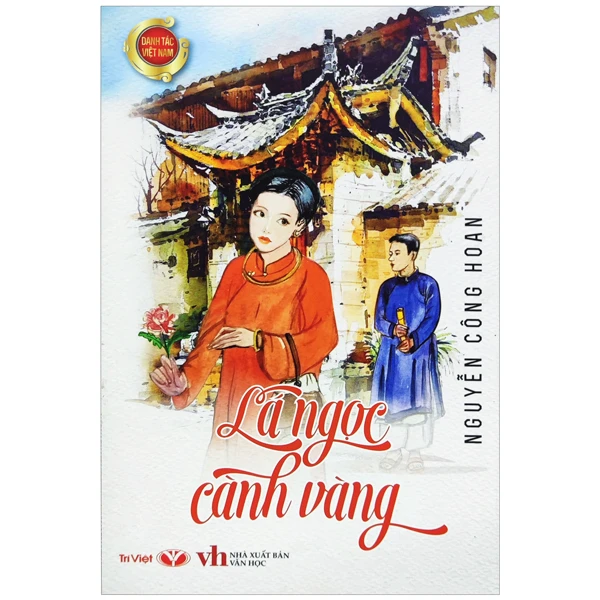 DANH TÁC
VIỆT NAM
NGUYỄN CÔNG HOAN
Lá ngọc
cành vàng
Trí Việt
vh
NHÀ XUẤT BẢN
VĂN HỌC